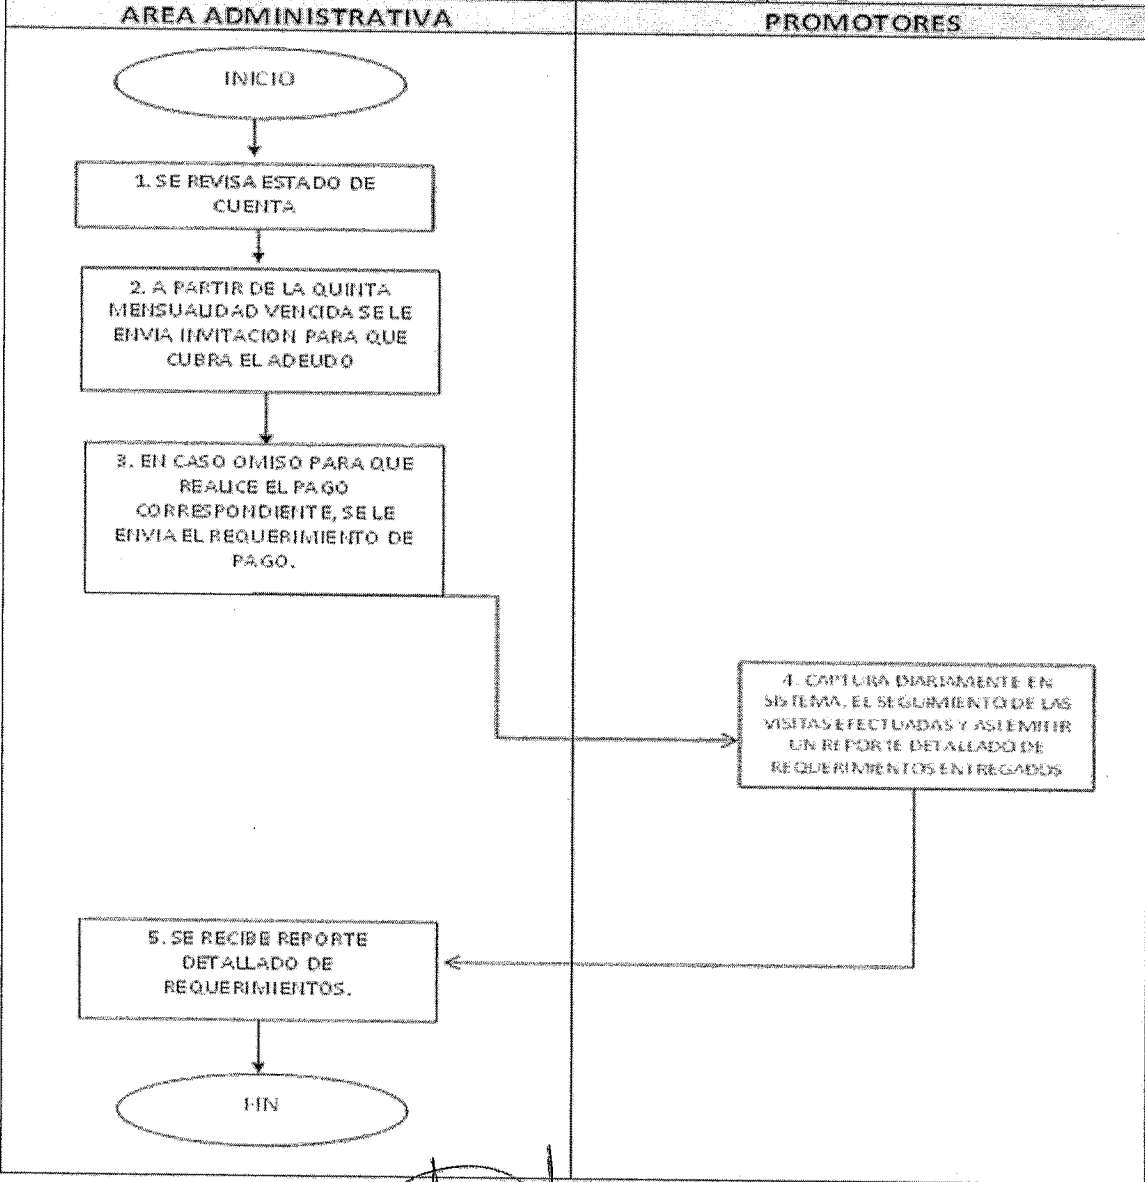 AREA ADMINISTRATIVA
PROMOTORES
INICIO
1. SE REVISA ESTADO DE
CUENTA
2. A PARTIR DE LA QUINTA
MENSUALIDAD VENCIDA SE LE
ENVIA INVITACION PARA QUE
CUBRA EL ADEUDO
3. EN CASO OMISO PARA QUE
REALICE EL PAGO
CORRESPONDIENTE, SE LE
ENVIA EL REQUERIMIENTO DE
PAGO.
4. CAPTURA DIARIAMENTE EN
SISTEMA, EL SEGUIMIENTO DE LAS
VISITAS EFECTUADAS Y ASI EMITIR
UN REPORTE DETALLADO DE
REQUERIMIENTOS ENTREGADOS
5. SE RECIBE REPORTE
DETALLADO DE
REQUERIMIENTOS.
FIN